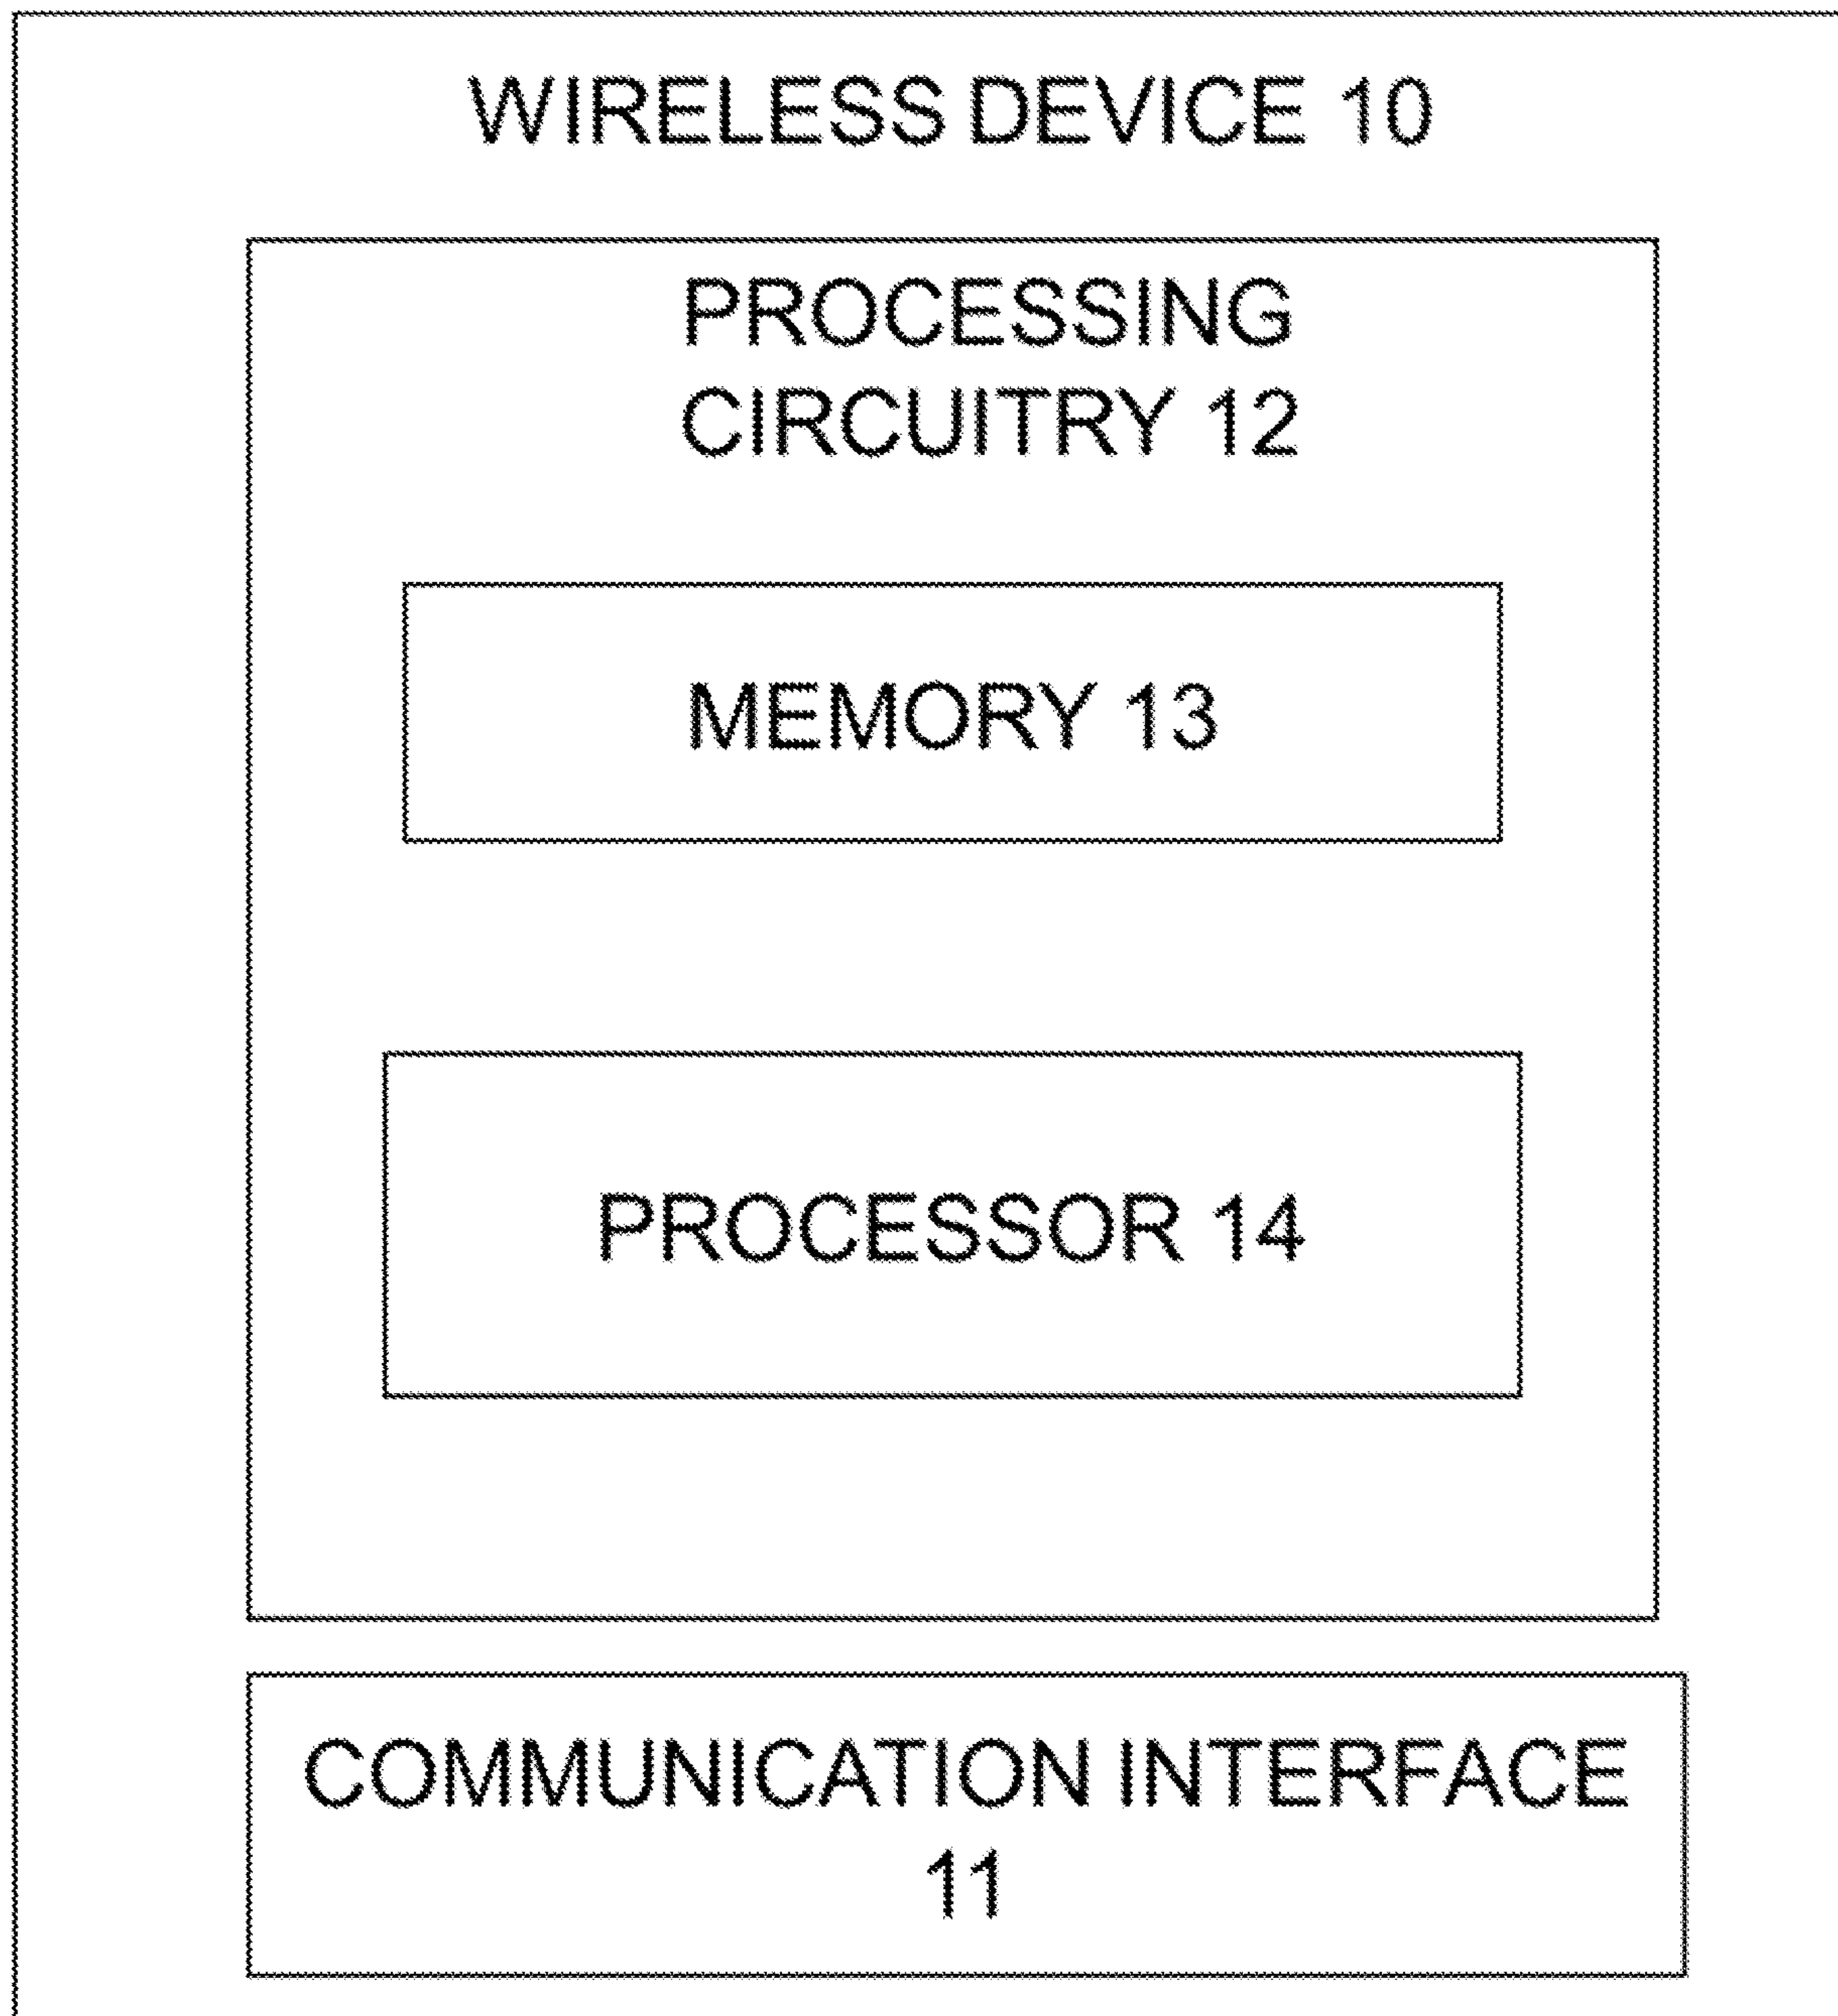 WIRELESS DEVICE 10
PROCESSING
CIRCUITRY 12
MEMORY 13
PROCESSOR 14
COMMUNICATION INTERFACE
11